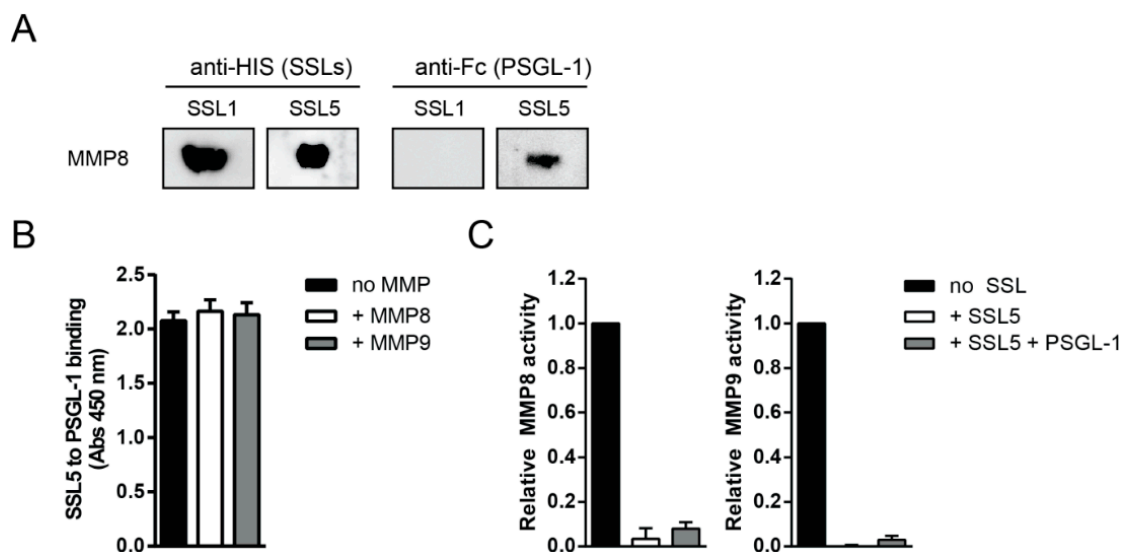 A
anti-HIS (SSLs) anti-Fc (PSGL-1)
SSL1 SSL5 SSL1 SSL5
MMP8
B
SSL5 to PSGL-1 binding
(Abs 450 nm)
2.5
2.0
1.5
1.0
0.5
0.0
no MMP
+ MMP8
+ MMP9
C
Relative MMP8 activity
1.2
1.0
0.8
0.6
0.4
0.2
0.0
Relative MMP9 activity
1.2
1.0
0.8
0.6
0.4
0.2
0.0
no SSL
+ SSL5
+ SSL5 + PSGL-1